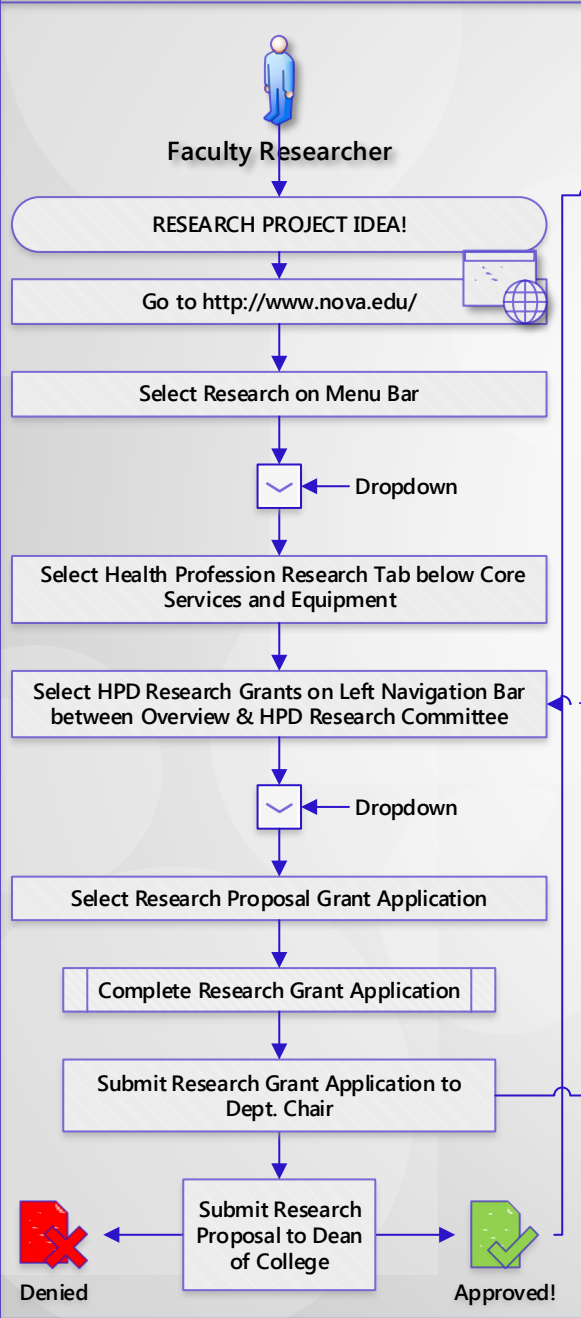 Faculty Researcher
RESEARCH PROJECT IDEA!
Go to http://www.nova.edu/
Select Research on Menu Bar
Dropdown
Select Health Profession Research Tab below Core
Services and Equipment
Select HPD Research Grants on Left Navigation Bar
between Overview & HPD Research Committee
Dropdown
Select Research Proposal Grant Application
Complete Research Grant Application
Submit Research Grant Application to
Dept. Chair
Submit Research
Proposal to Dean
of College
Denied
Approved!